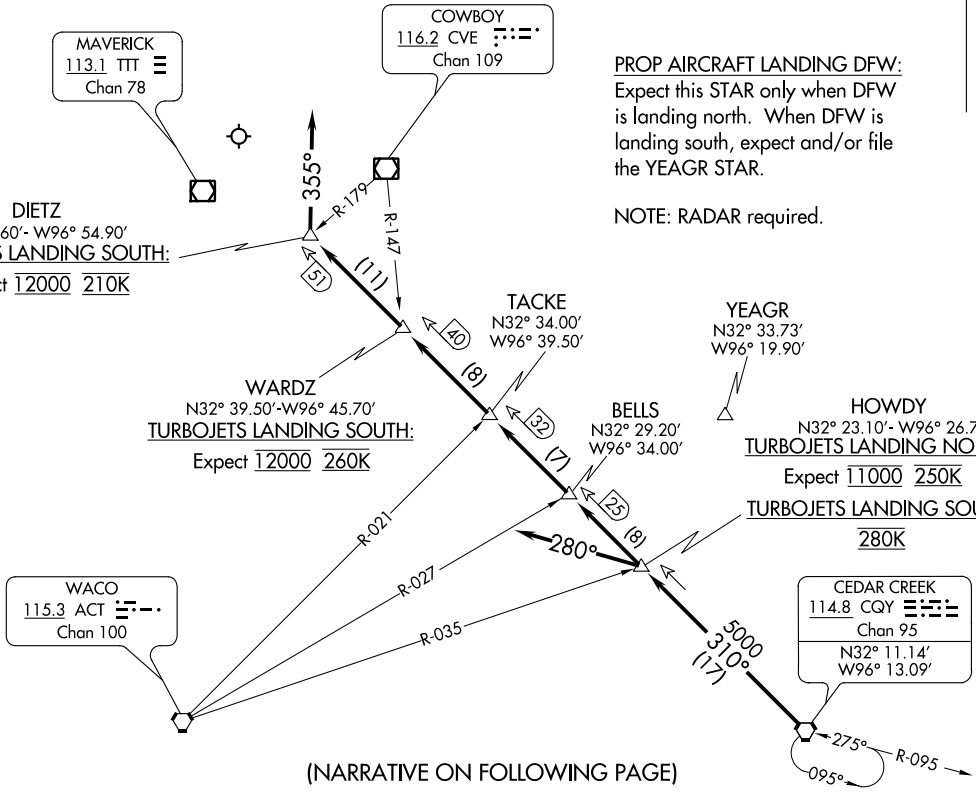 MAVERICK
113.1 TTT
Chan 78
COWBOY
116.2 CVE
Chan 109
PROP AIRCRAFT LANDING DFW:
Expect this STAR only when DFW
is landing north. When DFW is
landing south, expect and/or file
the YEAGR STAR.
NOTE: RADAR required.
355°
R-179
R-147
DIETZ
60'- W96° 54.90'
S LANDING SOUTH:
12000 210K
51
(11)
40
TACKE
N32° 34.00'
W96° 39.50'
YEAGR
N32° 33.73'
W96° 19.90'
(8)
WARDZ
N32° 39.50'-W96° 45.70'
TURBOJETS LANDING SOUTH:
Expect 12000 260K
32
BELLS
N32° 29.20'
W96° 34.00'
(7)
HOWDY
N32° 23.10'- W96° 26.7
TURBOJETS LANDING NO
Expect 11000 250K
TURBOJETS LANDING SOU
280K
25
(8)
280°
R-021
R-027
R-035
WACO
115.3 ACT
Chan 100
CEDAR CREEK
114.8 CQY
Chan 95
N32° 11.14'
W96° 13.09'
5000
310°
(17)
275°
R-095
095°
(NARRATIVE ON FOLLOWING PAGE)